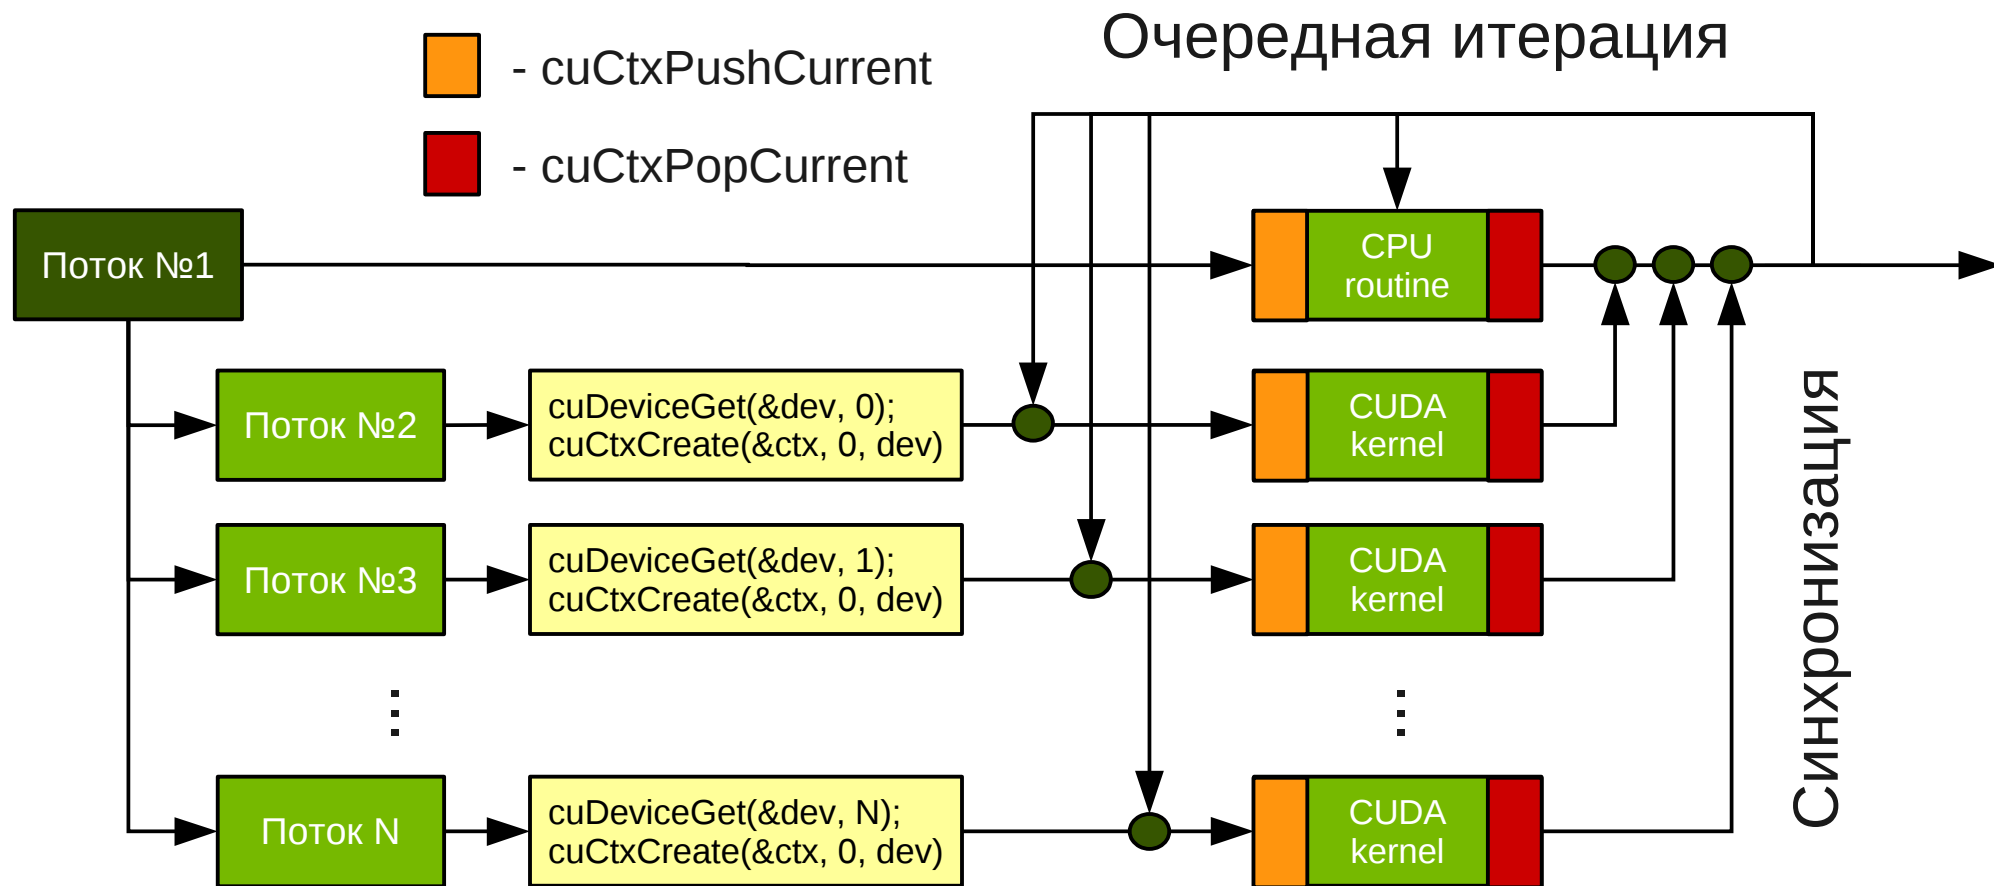 Очередная итерация
- cuCtxPushCurrent
- cuCtxPopCurrent
Поток №1
CPU
routine
Поток №2
cuDeviceGet(&dev, 0);
cuCtxCreate(&ctx, 0, dev)
CUDA
kernel
Поток №3
cuDeviceGet(&dev, 1);
cuCtxCreate(&ctx, 0, dev)
CUDA
kernel
...
...
Поток N
cuDeviceGet(&dev, N);
cuCtxCreate(&ctx, 0, dev)
CUDA
kernel
Синхронизация